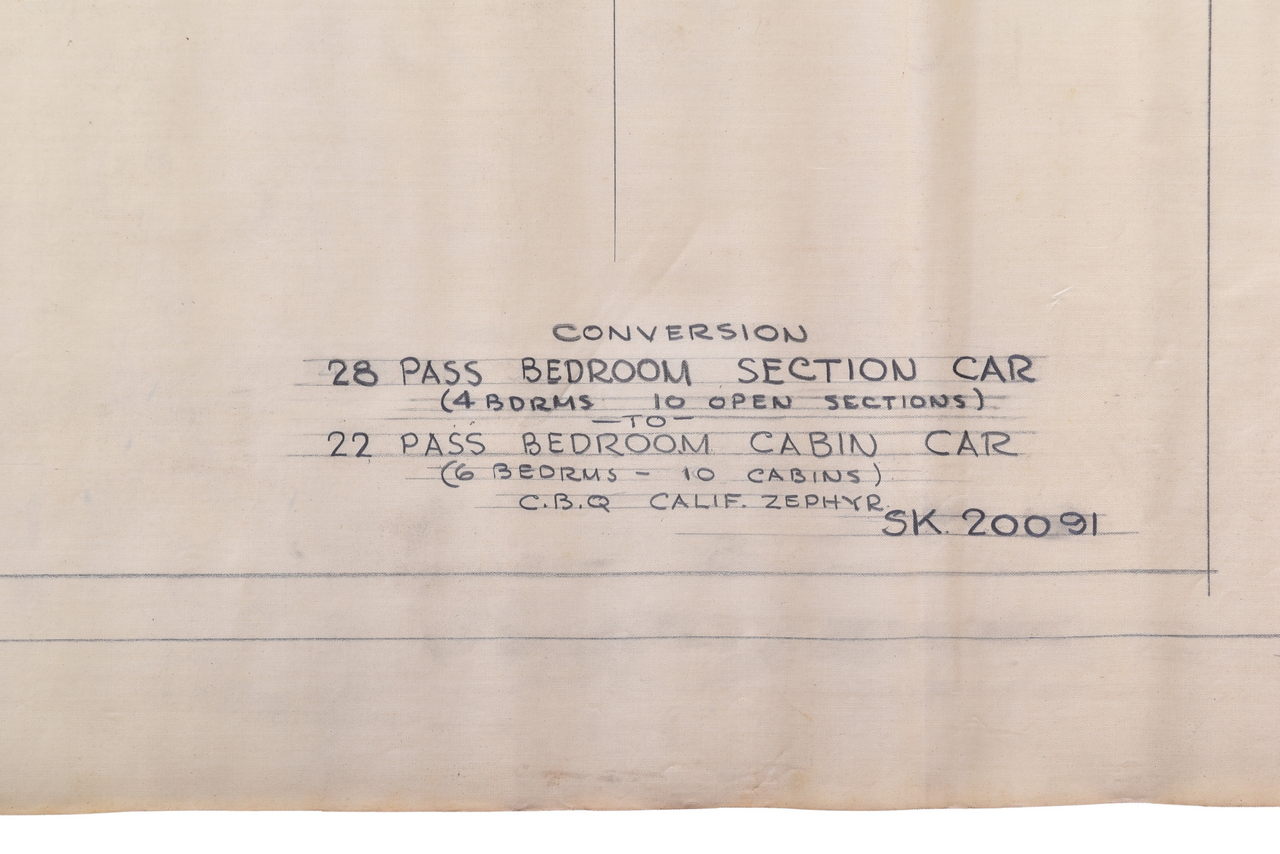 CONVERSION
28 PASS BEDROOM SECTION CAR
(4 BDRMS 10 OPEN SECTIONS)
—TO—
22 PASS BEDROOM CABIN CAR
(6 BEDRMS - 10 CABINS)
C.B.Q CALIF. ZEPHYR.
SK. 20091